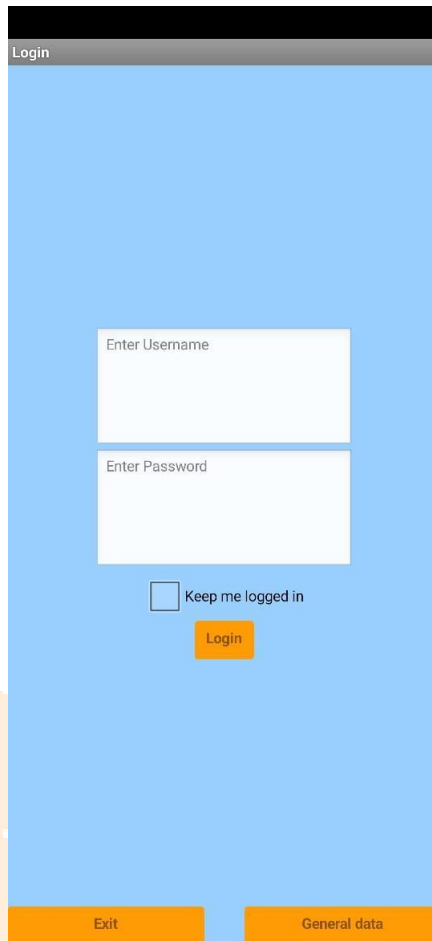 Login
Enter Username
Enter Password
Keep me logged in
Login
Exit General data